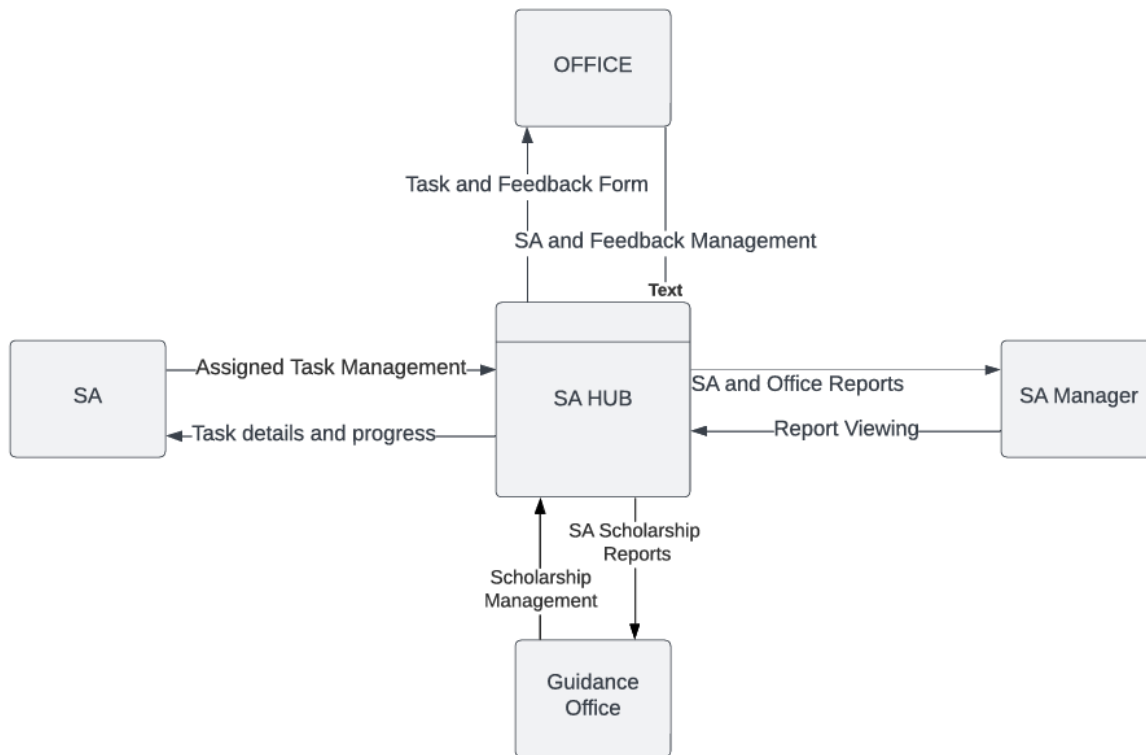 OFFICE
Task and Feedback Form
SA and Feedback Management
Text
Assigned Task Management
SA
SA HUB
SA and Office Reports
SA Manager
Task details and progress
Report Viewing
SA Scholarship
Reports
Scholarship
Management
Guidance
Office